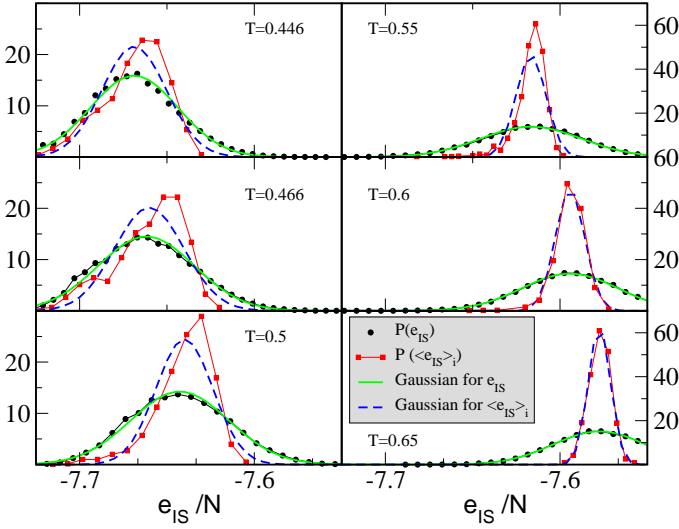 T=0.446
T=0.55
20
10
60
40
20
60
T=0.466
T=0.6
20
10
40
20
T=0.5
20
10
P(e_IS)
P (<e_IS>_i)
Gaussian for e_IS
Gaussian for <e_IS>_i
T=0.65
60
40
20
-7.7
-7.6
-7.7
-7.6
e_IS /N
e_IS /N